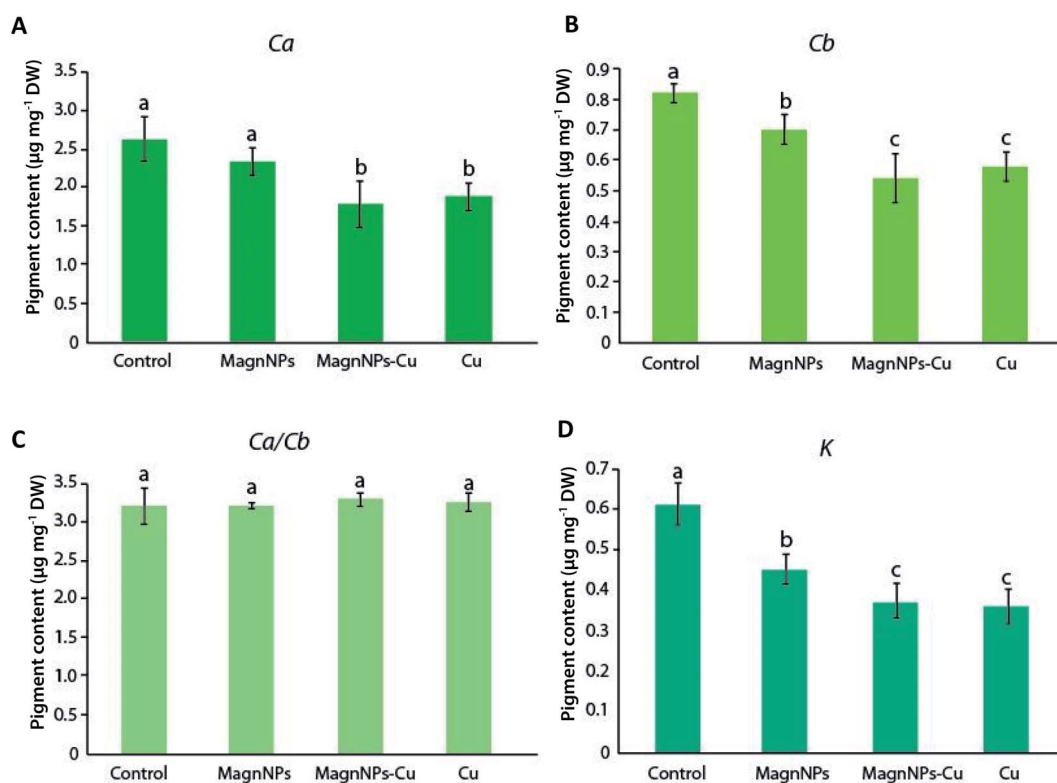 A
Ca
Pigment content (µg mg⁻¹ DW)
3.5
3.0
2.5
2.0
1.5
1.0
0.5
0
a
a
b
b
Control
MagnNPs
MagnNPs-Cu
Cu
B
Cb
Pigment content (µg mg⁻¹ DW)
0.9
0.8
0.7
0.6
0.5
0.4
0.3
0.2
0.1
0
a
b
c
c
Control
MagnNPs
MagnNPs-Cu
Cu
C
Ca/Cb
Pigment content (µg mg⁻¹ DW)
3.5
3.0
2.5
2.0
1.5
1.0
0.5
0
a
a
a
a
Control
MagnNPs
MagnNPs-Cu
Cu
D
K
Pigment content (µg mg⁻¹ DW)
0.7
0.6
0.5
0.4
0.3
0.2
0.1
0
a
b
c
c
Control
MagnNPs
MagnNPs-Cu
Cu